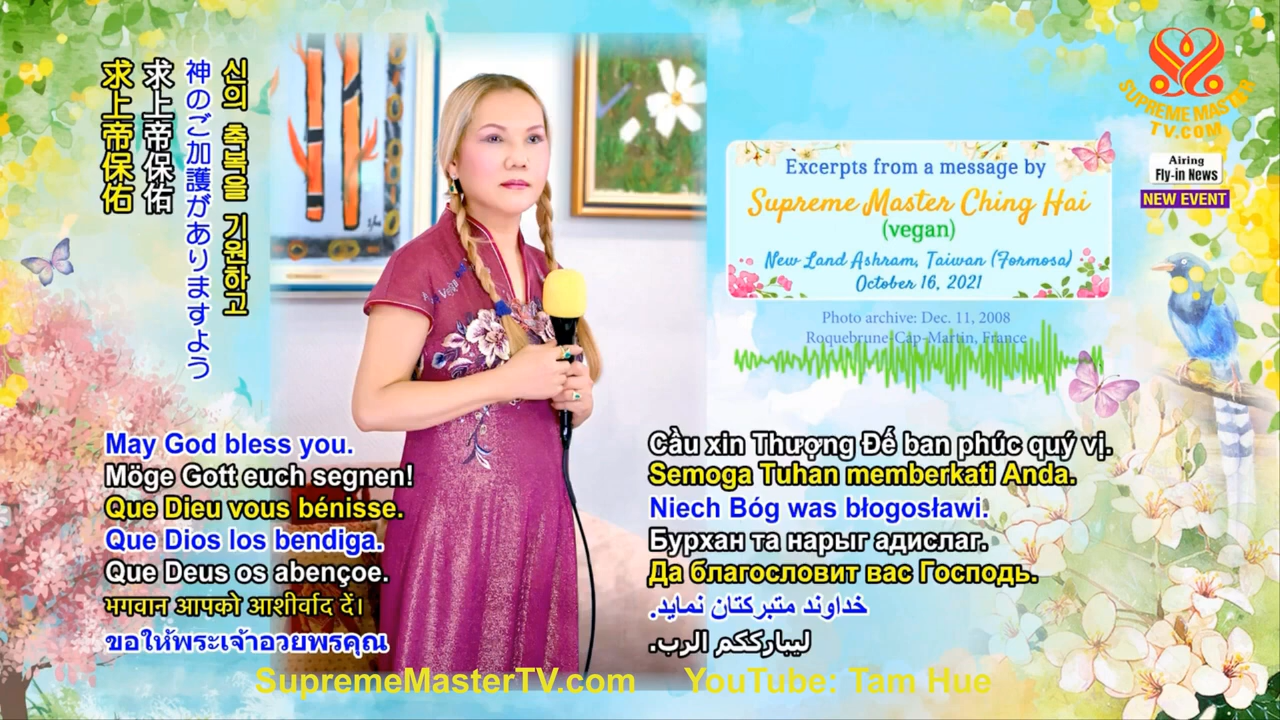 求上帝保佑
求上帝保佑
神のご加護がありますよう
신의 축복을 기원하고
SUPREME MASTER
TV.COM
Airing
Fly-in News
NEW EVENT
Excerpts from a message by
Supreme Master Ching Hai
(vegan)
New Land Ashram, Taiwan (Formosa)
October 16, 2021
Photo archive: Dec. 11, 2008
Roquebrune-Cap-Martin, France
May God bless you.
Möge Gott euch segnen!
Que Dieu vous bénisse.
Que Dios los bendiga.
Que Deus os abençoe.
भगवान आपको आशीर्वाद दें।
ขอให้พระเจ้าอวยพรคุณ
Cầu xin Thượng Đế ban phúc quý vị.
Semoga Tuhan memberkati Anda.
Niech Bóg was błogosławi.
Бурхан та нарыг адислаг.
Да благословит вас Господь.
خداوند متبرکتان نماید.
ليبارككم الرب.
SupremeMasterTV.com
YouTube: Tam Hue